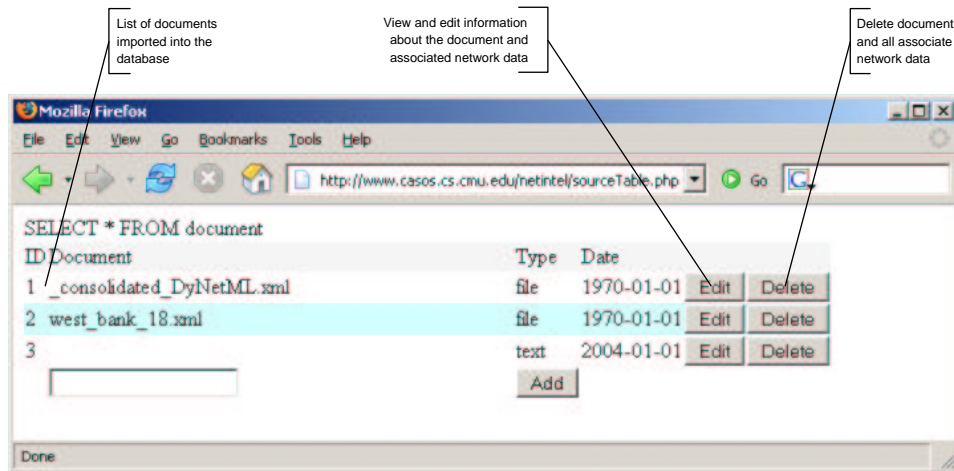 List of documents
imported into the
database
View and edit information
about the document and
associated network data
Delete document
and all associate
network data
Mozilla Firefox
File Edit View Go Bookmarks Tools Help
http://www.casos.cs.cmu.edu/netintel/sourceTable.php Go G
SELECT * FROM document
ID Document Type Date
1 _consolidated_DyNetML.xml file 1970-01-01 Edit Delete
2 west_bank_18.xml file 1970-01-01 Edit Delete
3 text 2004-01-01 Edit Delete
Add
Done